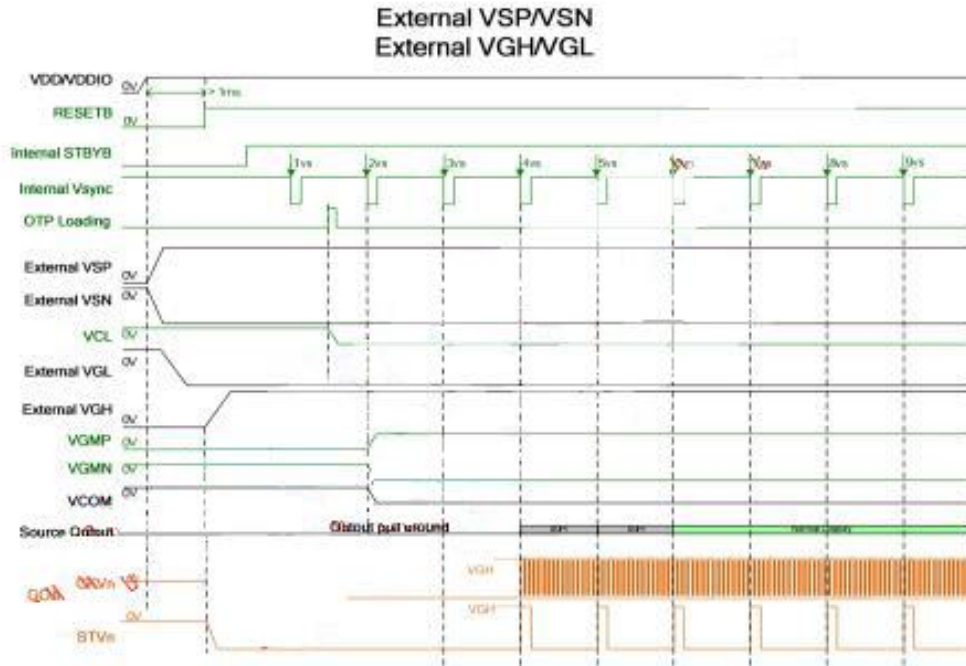 External VSP/VSN
External VGH/VGL
VDD/VDDIO 0V
> 1ms
RESETB 0V
Internal STBYB
1vs 2vs 3vs 4vs 5vs 8vs 9vs
Internal Vsync
OTP Loading
External VSP 0V
External VSN 0V
VCL 0V
External VGL 0V
External VGH 0V
VGMP 0V
VGMN 0V
VCOM 0V
Source Output
VGH
0V VGH
STVn